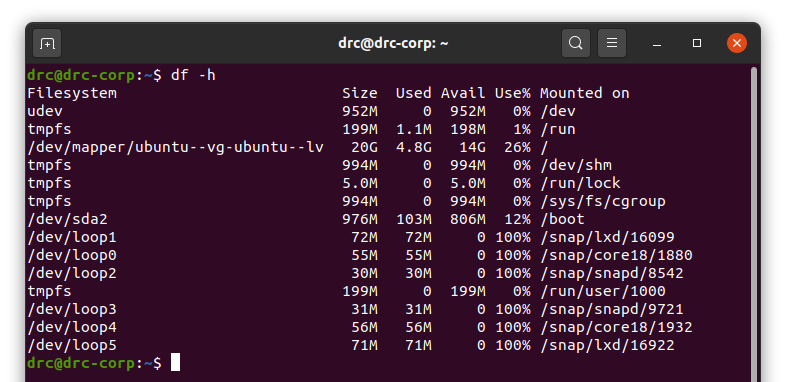 drc@drc-corp: ~
drc@drc-corp:~$ df -h
Filesystem                         Size  Used Avail Use% Mounted on
udev                               952M     0  952M   0% /dev
tmpfs                              199M  1.1M  198M   1% /run
/dev/mapper/ubuntu--vg-ubuntu--lv   20G  4.8G   14G  26% /
tmpfs                              994M     0  994M   0% /dev/shm
tmpfs                              5.0M     0  5.0M   0% /run/lock
tmpfs                              994M     0  994M   0% /sys/fs/cgroup
/dev/sda2                          976M  103M  806M  12% /boot
/dev/loop1                          72M   72M     0 100% /snap/lxd/16099
/dev/loop0                          55M   55M     0 100% /snap/core18/1880
/dev/loop2                          30M   30M     0 100% /snap/snapd/8542
tmpfs                              199M     0  199M   0% /run/user/1000
/dev/loop3                          31M   31M     0 100% /snap/snapd/9721
/dev/loop4                          56M   56M     0 100% /snap/core18/1932
/dev/loop5                          71M   71M     0 100% /snap/lxd/16922
drc@drc-corp:~$